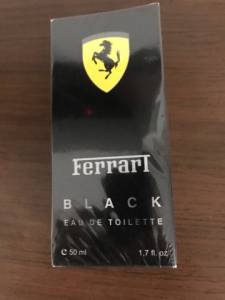 Ferrari
BLACK
EAU DE TOILETTE
℮ 50 ml 1.7 fl. oz